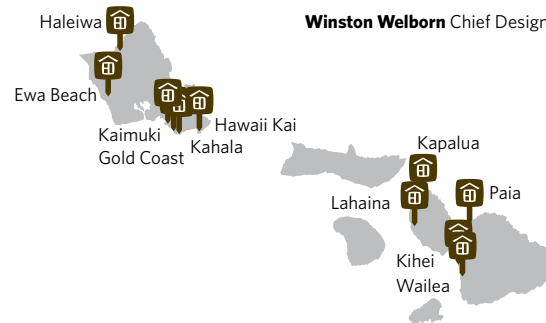 Haleiwa
Winston Welborn Chief Design
Ewa Beach
Kaimuki
Gold Coast
Hawaii Kai
Kahala
Kapalua
Lahaina
Paia
Kihei
Wailea